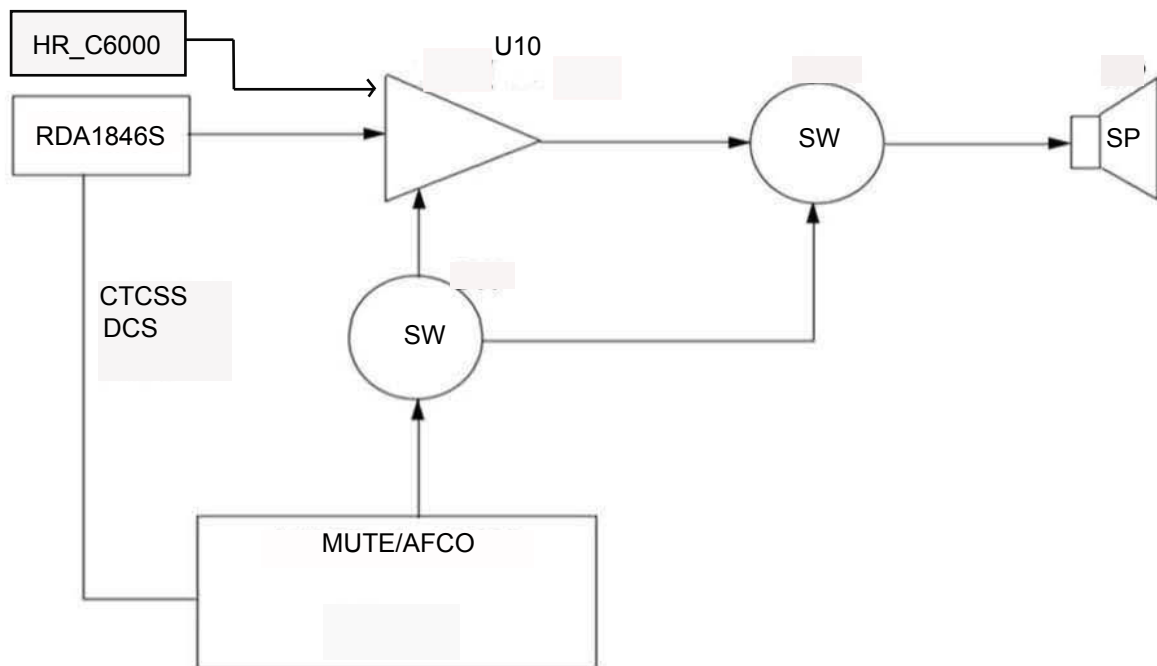 HR_C6000
U10
RDA1846S
SW
SP
CTCSS
DCS
SW
MUTE/AFCO